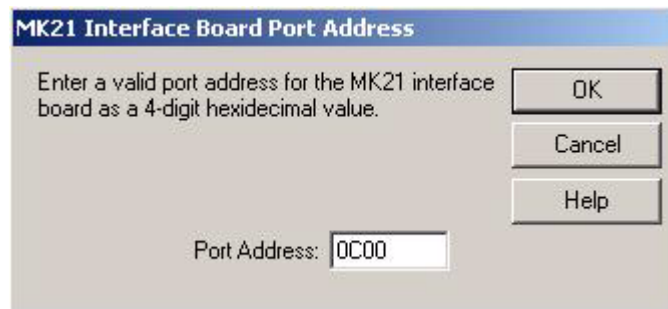 MK21 Interface Board Port Address
Enter a valid port address for the MK21 interface
board as a 4-digit hexidecimal value.
OK
Cancel
Help
Port Address: 0C00